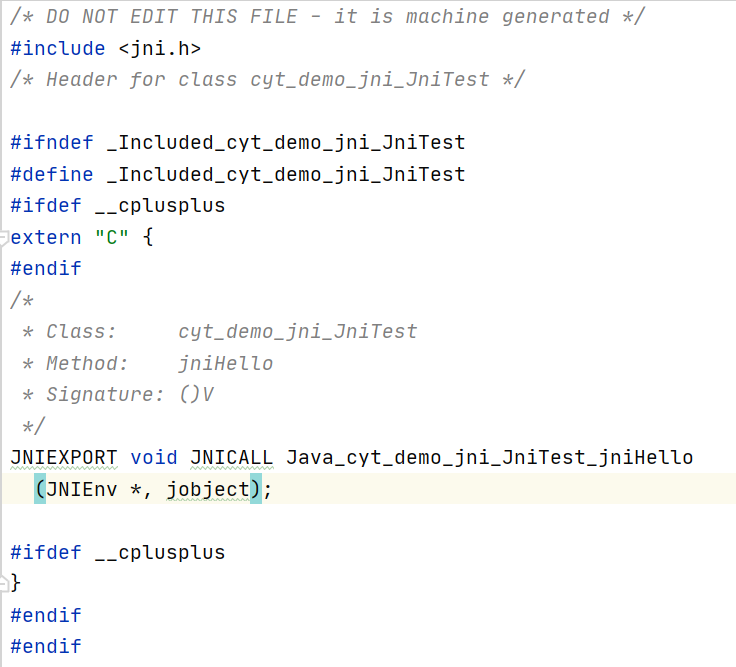 /* DO NOT EDIT THIS FILE - it is machine generated */
#include <jni.h>
/* Header for class cyt_demo_jni_JniTest */
#ifndef _Included_cyt_demo_jni_JniTest
#define _Included_cyt_demo_jni_JniTest
#ifdef __cplusplus
extern "C" {
#endif
/*
 * Class:     cyt_demo_jni_JniTest
 * Method:    jniHello
 * Signature: ()V
 */
JNIEXPORT void JNICALL Java_cyt_demo_jni_JniTest_jniHello
  (JNIEnv *, jobject);
#ifdef __cplusplus
}
#endif
#endif